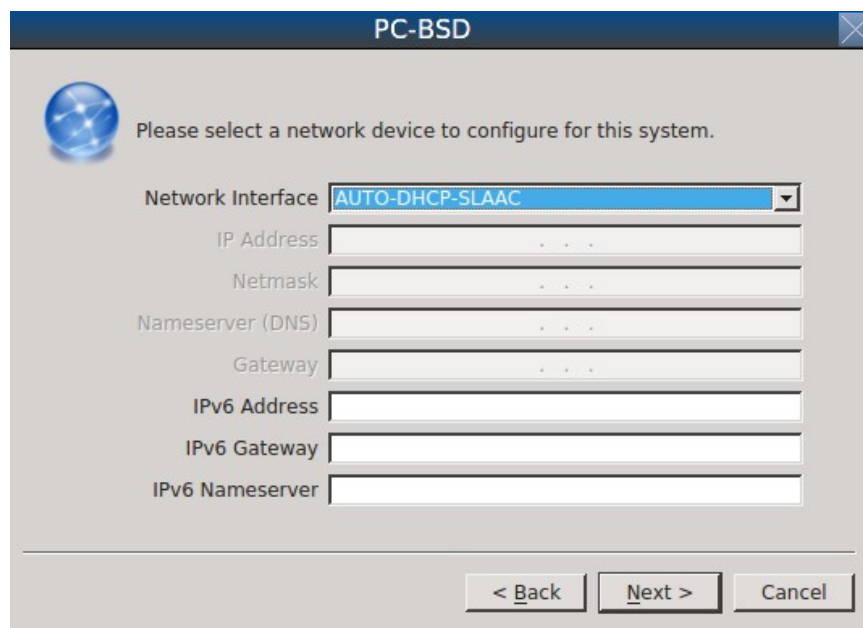 PC-BSD
Please select a network device to configure for this system.
Network Interface AUTO-DHCP-SLAAC
IP Address . . .
Netmask . . .
Nameserver (DNS) . . .
Gateway . . .
IPv6 Address
IPv6 Gateway
IPv6 Nameserver
< Back Next > Cancel